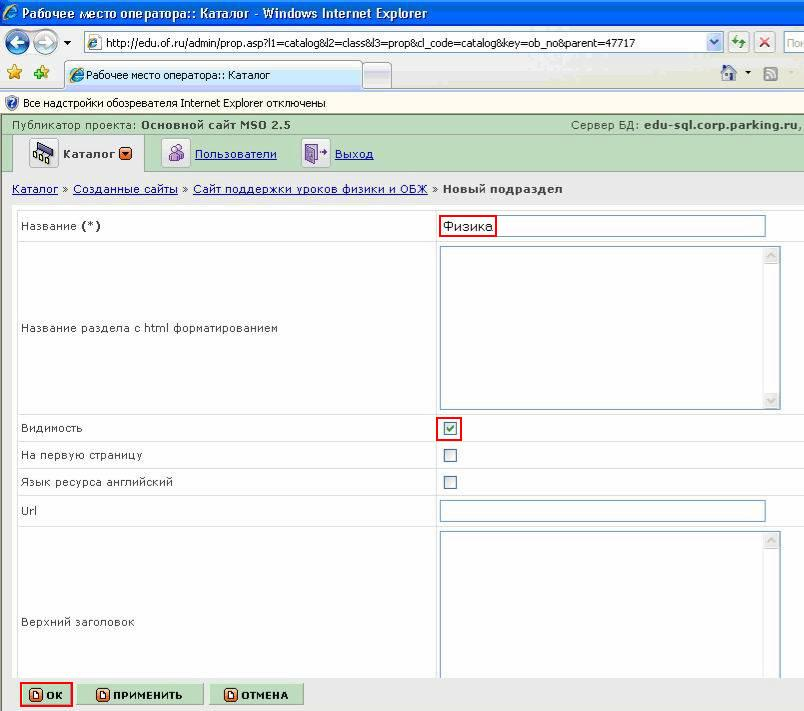 Рабочее место оператора:: Каталог - Windows Internet Explorer
http://edu.of.ru/admin/prop.asp?l1=catalog&l2=class&l3=prop&cl_code=catalog&key=ob_no&parent=47717
Рабочее место оператора:: Каталог
Все надстройки обозревателя Internet Explorer отключены
Публикатор проекта: Основной сайт MSO 2.5 Сервер БД: edu-sql.corp.parking.ru,
Каталог Пользователи Выход
Каталог » Созданные сайты » Сайт поддержки уроков физики и ОБЖ » Новый подраздел
Название (*) Физика
Название раздела с html форматированием
Видимость
На первую страницу
Язык ресурса английский
Url
Верхний заголовок
ОК ПРИМЕНИТЬ ОТМЕНА